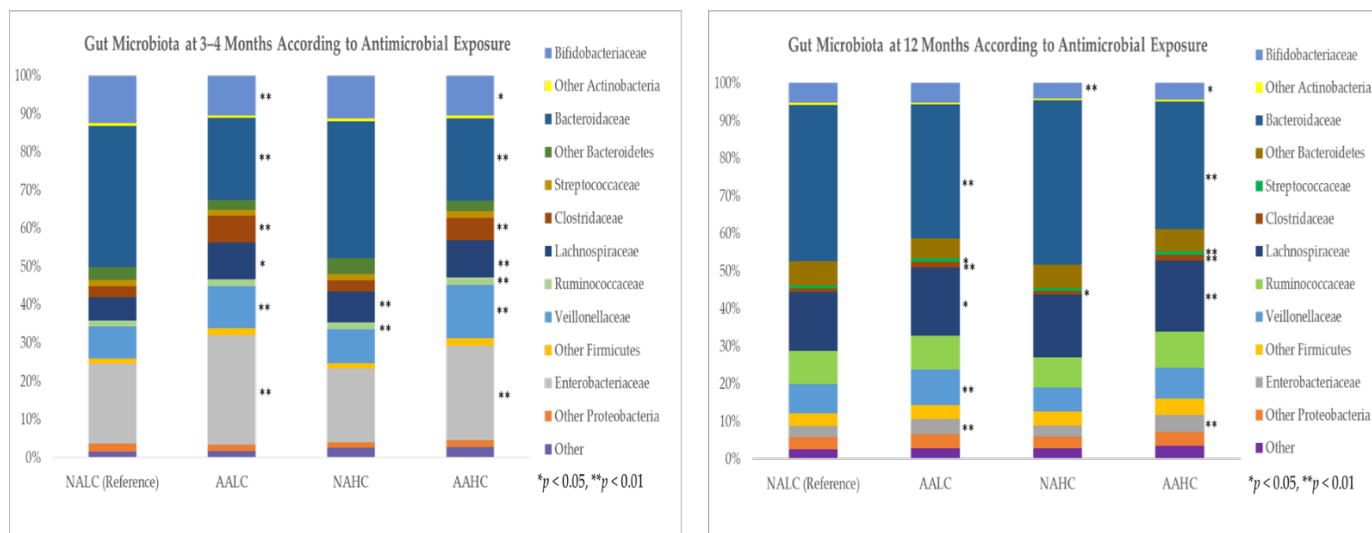 Gut Microbiota at 3–4 Months According to Antimicrobial Exposure
100%
90%
80%
70%
60%
50%
40%
30%
20%
10%
0%
**
**
**
*
**
**
**
**
*
**
**
**
**
**
**
NALC (Reference)
AALC
NAHC
AAHC
Bifidobacteriaceae
Other Actinobacteria
Bacteroidaceae
Other Bacteroidetes
Streptococcaceae
Clostridaceae
Lachnospiraceae
Ruminococcaceae
Veillonellaceae
Other Firmicutes
Enterobacteriaceae
Other Proteobacteria
Other
*p < 0.05, **p < 0.01
Gut Microbiota at 12 Months According to Antimicrobial Exposure
100%
90%
80%
70%
60%
50%
40%
30%
20%
10%
0%
**
*
**
*
**
**
**
*
*
**
**
**
**
**
NALC (Reference)
AALC
NAHC
AAHC
Bifidobacteriaceae
Other Actinobacteria
Bacteroidaceae
Other Bacteroidetes
Streptococcaceae
Clostridaceae
Lachnospiraceae
Ruminococcaceae
Veillonellaceae
Other Firmicutes
Enterobacteriaceae
Other Proteobacteria
Other
*p < 0.05, **p < 0.01